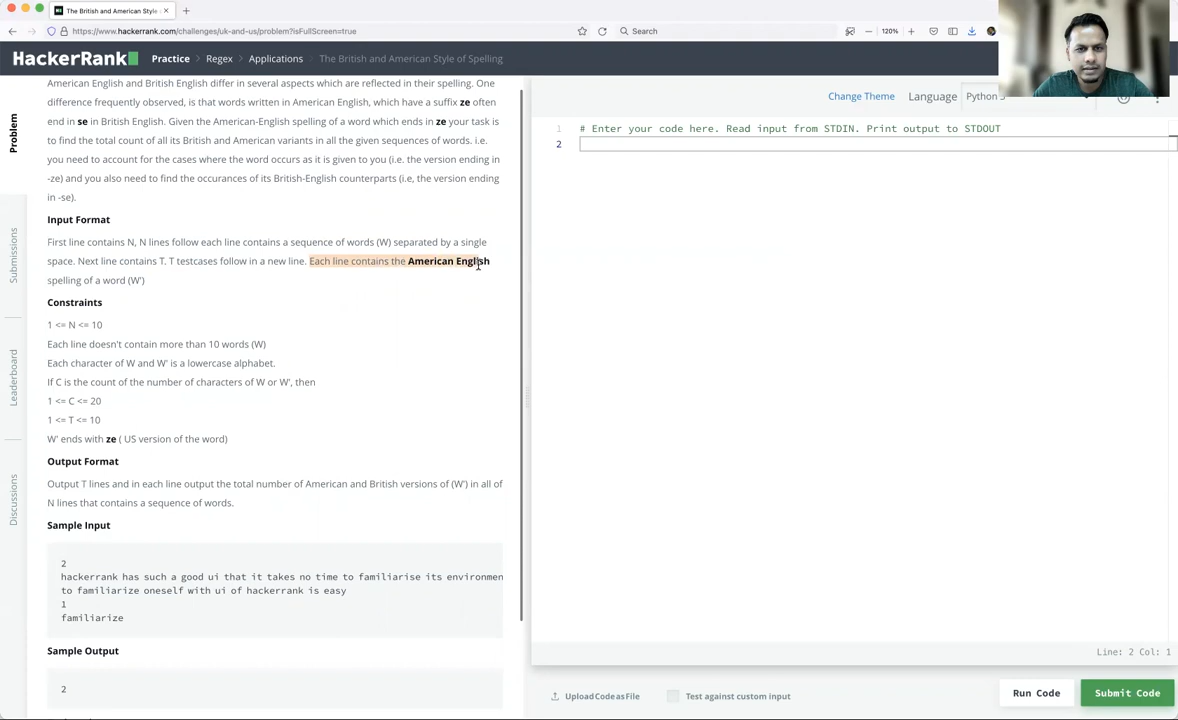 The British and American Style
https://www.hackerrank.com/challenges/uk-and-us/problem?isFullScreen=true
120%
Search
HackerRank
Practice
Regex
Applications
The British and American Style of Spelling
Problem
Submissions
Leaderboard
Discussions
American English and British English differ in several aspects which are reflected in their spelling. One
difference frequently observed, is that words written in American English, which have a suffix ze often
end in se in British English. Given the American-English spelling of a word which ends in ze your task is
to find the total count of all its British and American variants in all the given sequences of words. i.e.
you need to account for the cases where the word occurs as it is given to you (i.e. the version ending in
-ze) and you also need to find the occurances of its British-English counterparts (i.e, the version ending
in -se).
Input Format
First line contains N, N lines follow each line contains a sequence of words (W) separated by a single
space. Next line contains T. T testcases follow in a new line. Each line contains the American English
spelling of a word (W')
Constraints
1 <= N <= 10
Each line doesn't contain more than 10 words (W)
Each character of W and W' is a lowercase alphabet.
If C is the count of the number of characters of W or W', then
1 <= C <= 20
1 <= T <= 10
W' ends with ze ( US version of the word)
Output Format
Output T lines and in each line output the total number of American and British versions of (W') in all of
N lines that contains a sequence of words.
Sample Input
2
hackerrank has such a good ui that it takes no time to familiarise its environmen
to familiarize oneself with ui of hackerrank is easy
1
familiarize
Sample Output
2
Change Theme
Language
Python 3
1 # Enter your code here. Read input from STDIN. Print output to STDOUT
2
Line: 2 Col: 1
Upload Code as File
Test against custom input
Run Code
Submit Code